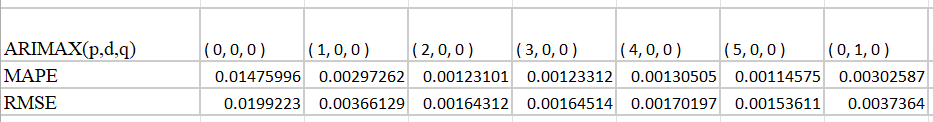 ARIMAX(p,d,q) ( 0, 0, 0 ) ( 1, 0, 0 ) ( 2, 0, 0 ) ( 3, 0, 0 ) ( 4, 0, 0 ) ( 5, 0, 0 ) ( 0, 1, 0 )
MAPE 0.01475996 0.00297262 0.00123101 0.00123312 0.00130505 0.00114575 0.00302587
RMSE 0.0199223 0.00366129 0.00164312 0.00164514 0.00170197 0.00153611 0.0037364